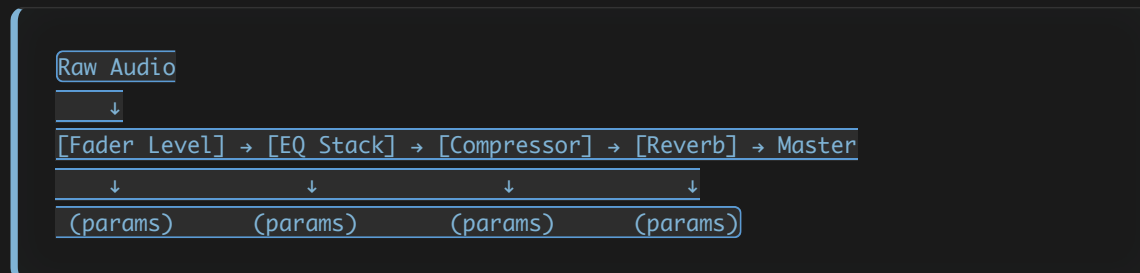 Raw Audio
    ↓
[Fader Level] → [EQ Stack] → [Compressor] → [Reverb] → Master
    ↓              ↓              ↓             ↓
 (params)      (params)       (params)      (params)